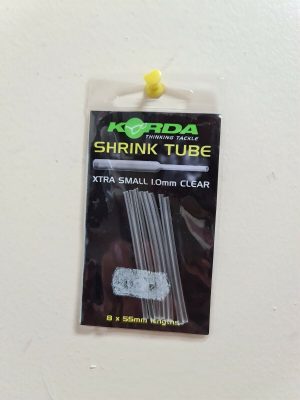 KORDA
THINKING TACKLE
SHRINK TUBE
XTRA SMALL 1.0mm CLEAR
8 x 55mm lengths